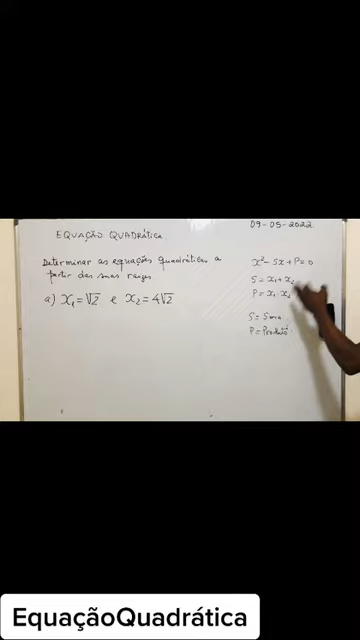 09-05-2022
EQUAÇÃO QUADRÁTICA
Determinar as equações quadráticas a
partir das suas raízes
a) x₁ = √2 e x₂ = 4√2
x² - Sx + P = 0
S = x₁ + x₂
P = x₁ x₂
S = Soma
P = Produto
EquaçãoQuadrática